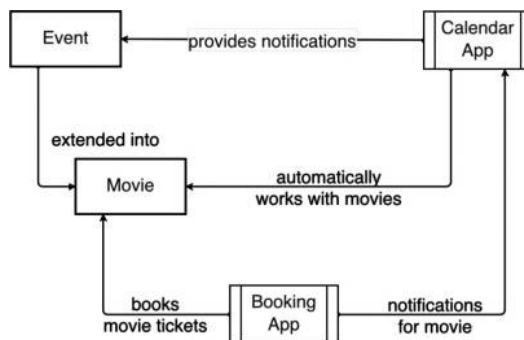 Event
provides notifications
Calendar
App
extended into
Movie
automatically
works with movies
books
movie tickets
Booking
App
notifications
for movie